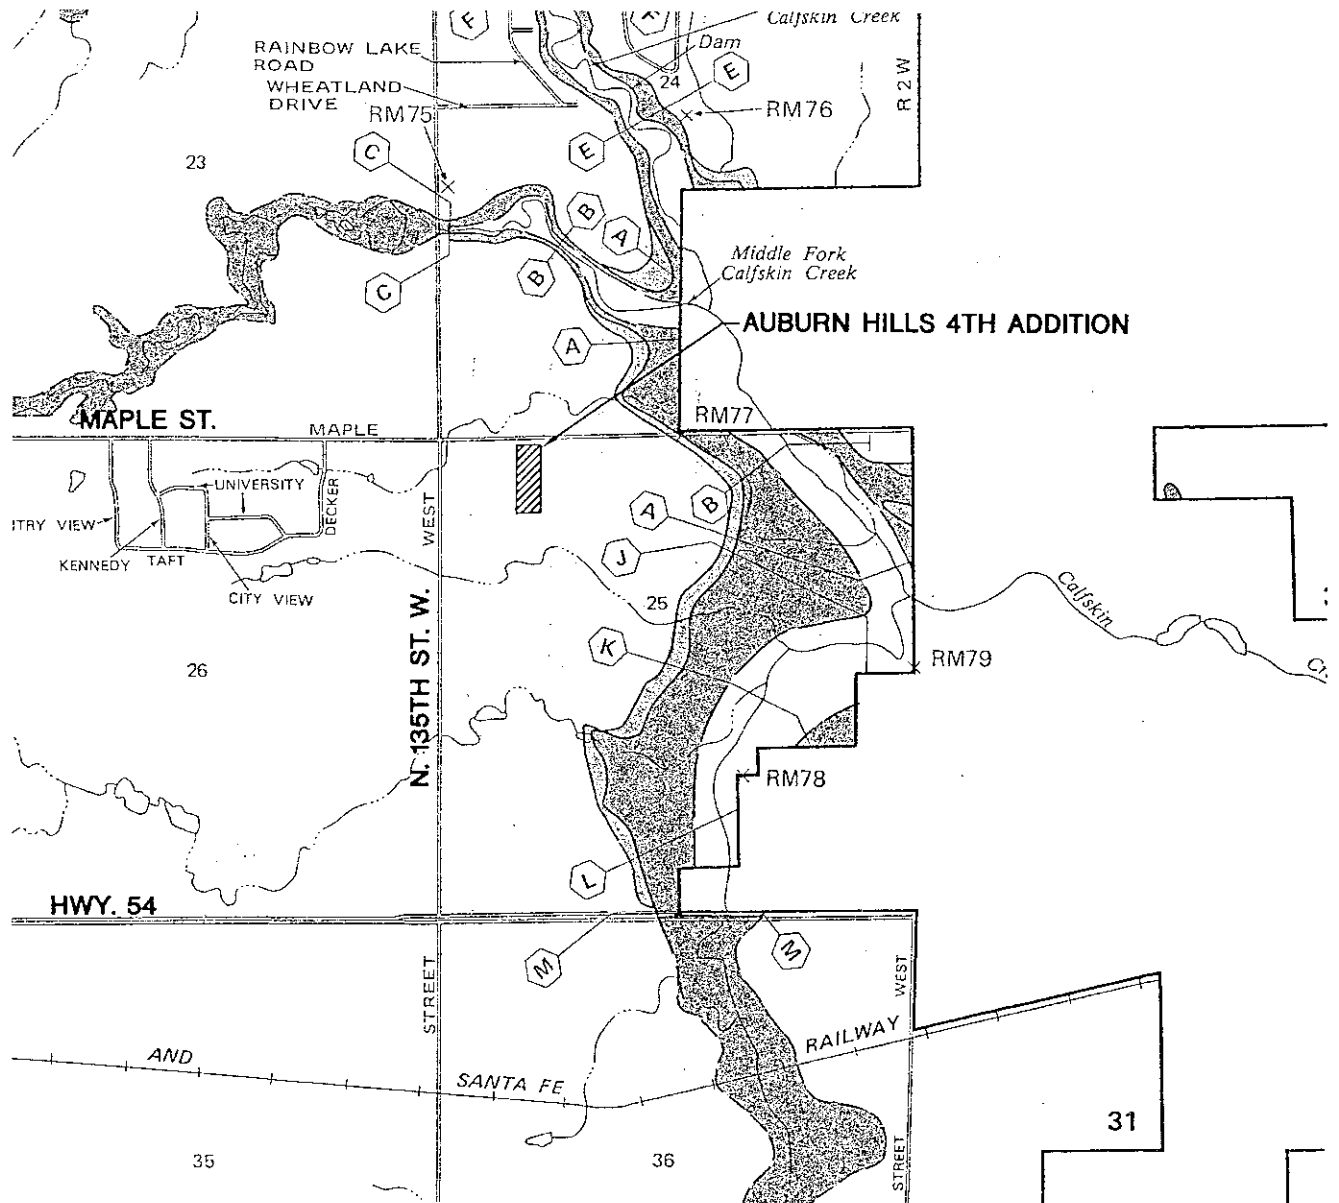 F
Calfskin Creek
Dam
RAINBOW LAKE
ROAD
24
E
R 2 W
WHEATLAND
DRIVE
RM75
RM76
C
E
23
B
A
Middle Fork
Calfskin Creek
B
C
AUBURN HILLS 4TH ADDITION
A
RM77
MAPLE ST.
MAPLE
UNIVERSITY
DECKER
WEST
B
A
J
KENNEDY
TAFT
CITY VIEW
25
Calfskin
K
RM79
26
N. 135TH ST. W.
RM78
L
HWY. 54
M
M
WEST
STREET
RAILWAY
AND
SANTA FE
31
35
36
STREET